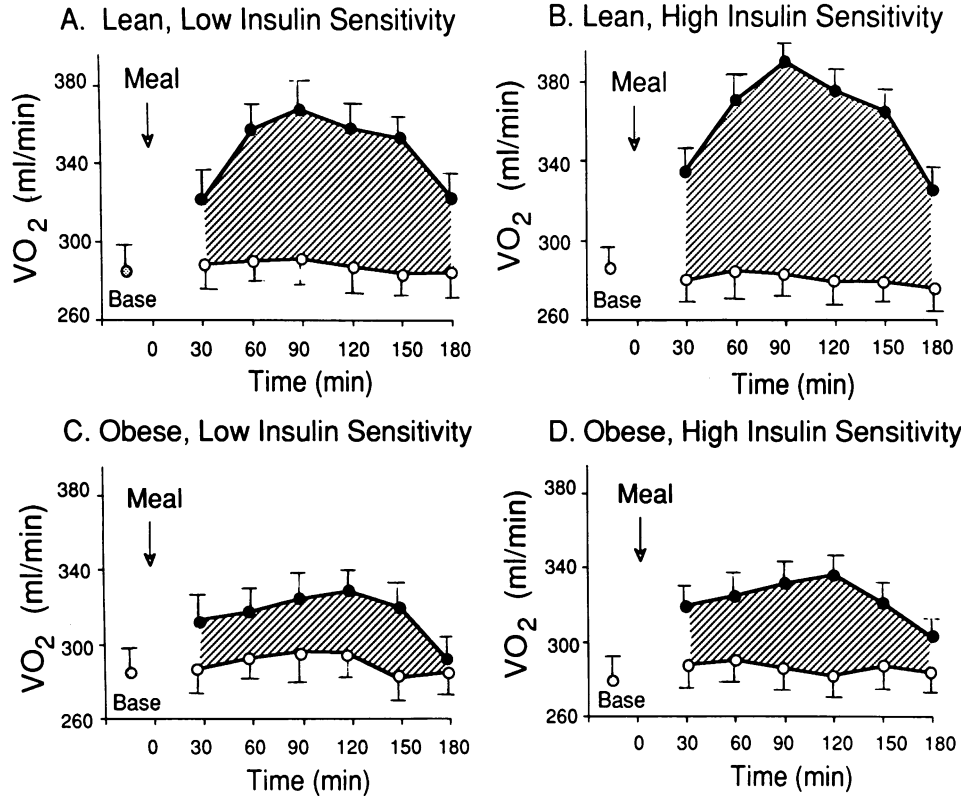 A. Lean, Low Insulin Sensitivity
VO2 (ml/min)
380
340
300
260
Meal
Base
0 30 60 90 120 150 180
Time (min)
B. Lean, High Insulin Sensitivity
VO2 (ml/min)
380
340
300
260
Meal
Base
0 30 60 90 120 150 180
Time (min)
C. Obese, Low Insulin Sensitivity
VO2 (ml/min)
380
340
300
260
Meal
Base
0 30 60 90 120 150 180
Time (min)
D. Obese, High Insulin Sensitivity
VO2 (ml/min)
380
340
300
260
Meal
Base
0 30 60 90 120 150 180
Time (min)